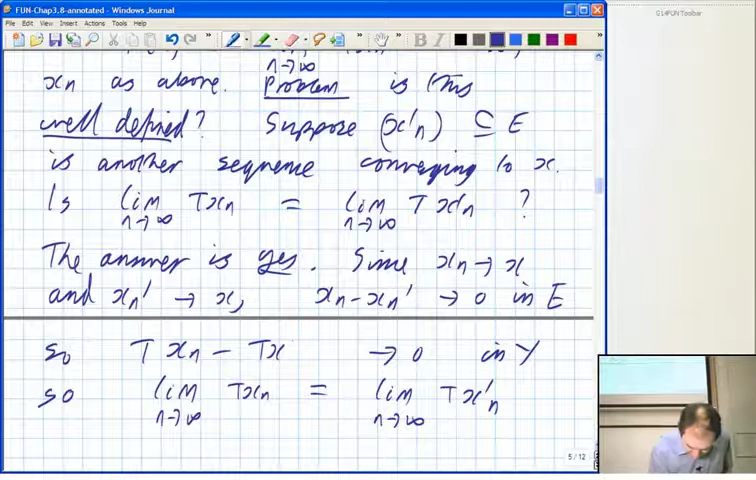 FUN-Chap3.8-annotated - Windows Journal
G14FUN Toolbar
File Edit View Insert Actions Tools Help
B I
n→∞
xn as above. Problem is this
well defined? Suppose (x'n) ⊆ E
is another sequence converging to x.
Is lim Txn = lim Tx'n ?
n→∞ n→∞
The answer is yes. Since xn → x
and xn' → x, xn - xn' → 0 in E
so Txn - Tx → 0 in Y
so lim Txn = lim Tx'n
n→∞ n→∞
5 / 12